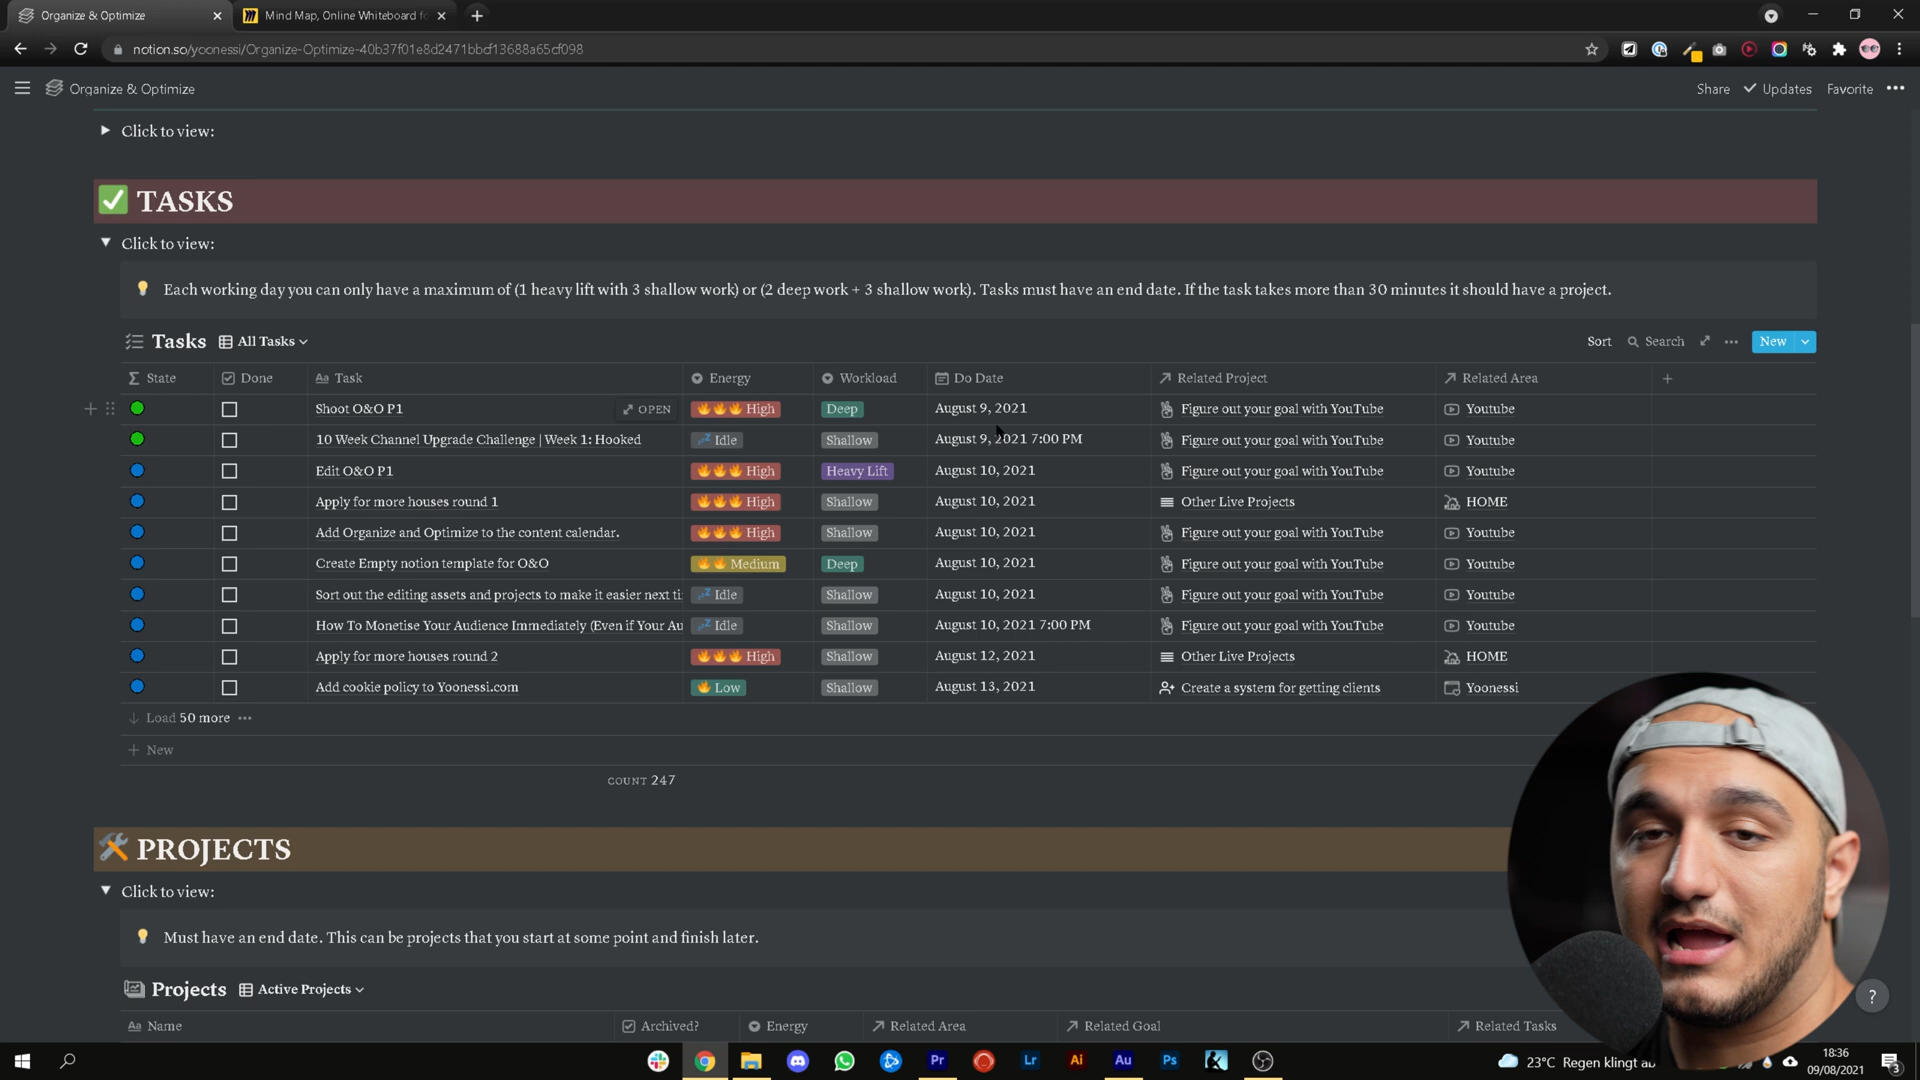 Organize & Optimize
Mind Map, Online Whiteboard fo
notion.so/yoonessi/Organize-Optimize-40b37f01e8d2471bbcf13688a65cf098
Organize & Optimize
Share
Updates
Favorite
Click to view:
TASKS
Click to view:
Each working day you can only have a maximum of (1 heavy lift with 3 shallow work) or (2 deep work + 3 shallow work). Tasks must have an end date. If the task takes more than 30 minutes it should have a project.
Tasks All Tasks
Sort Search New
State Done Aa Task Energy Workload Do Date Related Project Related Area
Shoot O&O P1 OPEN High Deep August 9, 2021 Figure out your goal with YouTube Youtube
10 Week Channel Upgrade Challenge | Week 1: Hooked Idle Shallow August 9, 2021 7:00 PM Figure out your goal with YouTube Youtube
Edit O&O P1 High Heavy Lift August 10, 2021 Figure out your goal with YouTube Youtube
Apply for more houses round 1 High Shallow August 10, 2021 Other Live Projects HOME
Add Organize and Optimize to the content calendar. High Shallow August 10, 2021 Figure out your goal with YouTube Youtube
Create Empty notion template for O&O Medium Deep August 10, 2021 Figure out your goal with YouTube Youtube
Sort out the editing assets and projects to make it easier next ti Idle Shallow August 10, 2021 Figure out your goal with YouTube Youtube
How To Monetise Your Audience Immediately (Even if Your Au Idle Shallow August 10, 2021 7:00 PM Figure out your goal with YouTube Youtube
Apply for more houses round 2 High Shallow August 12, 2021 Other Live Projects HOME
Add cookie policy to Yoonessi.com Low Shallow August 13, 2021 Create a system for getting clients Yoonessi
Load 50 more
New
COUNT 247
PROJECTS
Click to view:
Must have an end date. This can be projects that you start at some point and finish later.
Projects Active Projects
Aa Name Archived? Energy Related Area Related Goal Related Tasks
?
Pr Lr Ai Au Ps
23°C Regen klingt ab
18:36
09/08/2021
3